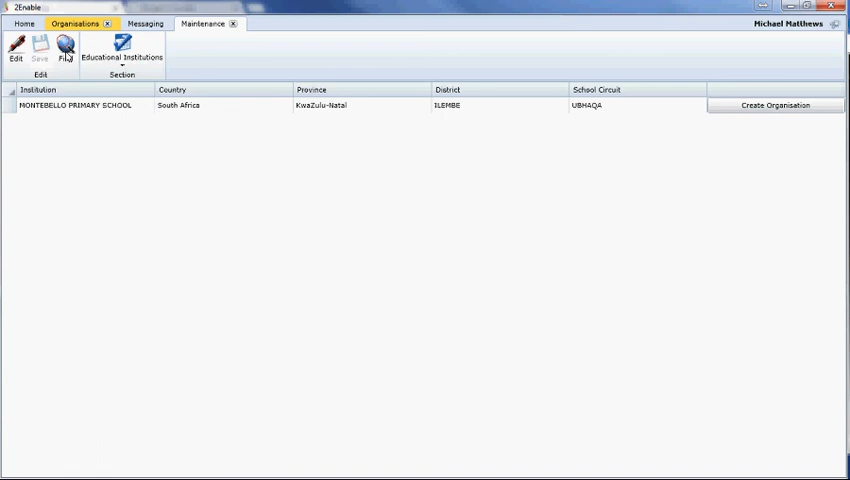 2Enable
Home Organisations Messaging Maintenance Michael Matthews
Edit Save Find Educational Institutions
Edit Section
Institution Country Province District School Circuit
MONTEBELLO PRIMARY SCHOOL South Africa KwaZulu-Natal ILEMBE UBHAQA Create Organisation